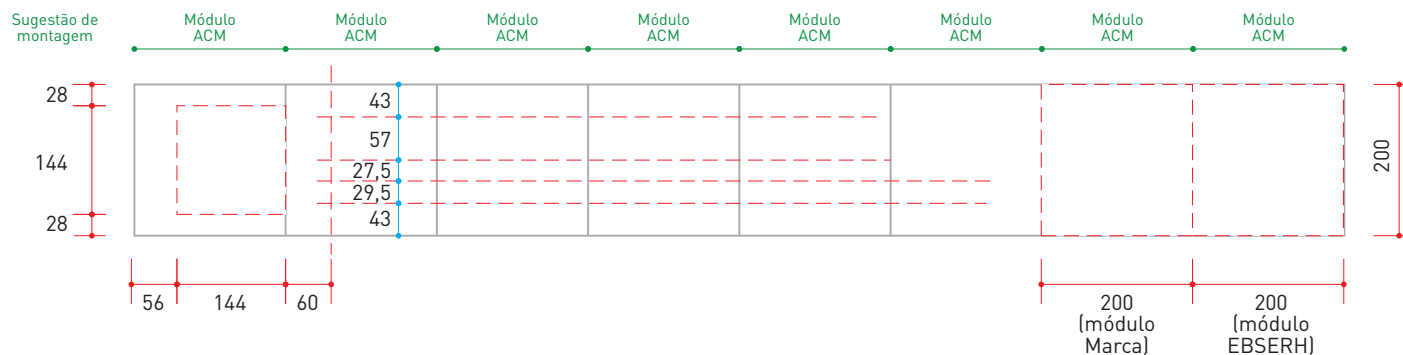 Sugestão de
montagem
Módulo
ACM
Módulo
ACM
Módulo
ACM
Módulo
ACM
Módulo
ACM
Módulo
ACM
Módulo
ACM
Módulo
ACM
28
144
28
43
57
27,5
29,5
43
200
56
144
60
200
(módulo
Marca)
200
(módulo
EBSERH)